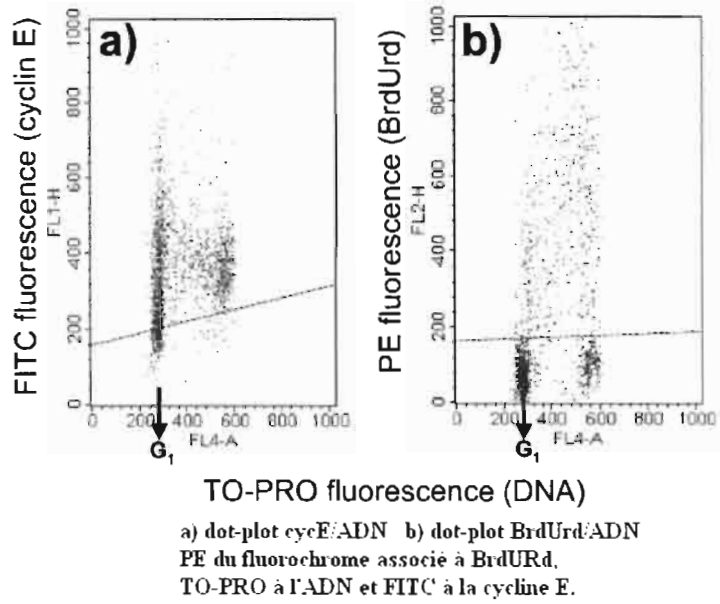 a)
b)
FITC fluorescence (cyclin E)
FL1-H
1000
800
600
400
200
0
0 200 400 600 800 1000
FL4-A
G1
PE fluorescence (BrdUrd)
FL2-H
1000
800
600
400
200
0
0 200 400 600 800 1000
FL4-A
G1
TO-PRO fluorescence (DNA)
a) dot-plot cycE/ADN b) dot-plot BrdUrd/ADN
PE du fluorochrome associé à BrdURd,
TO-PRO à l'ADN et FITC à la cycline E.